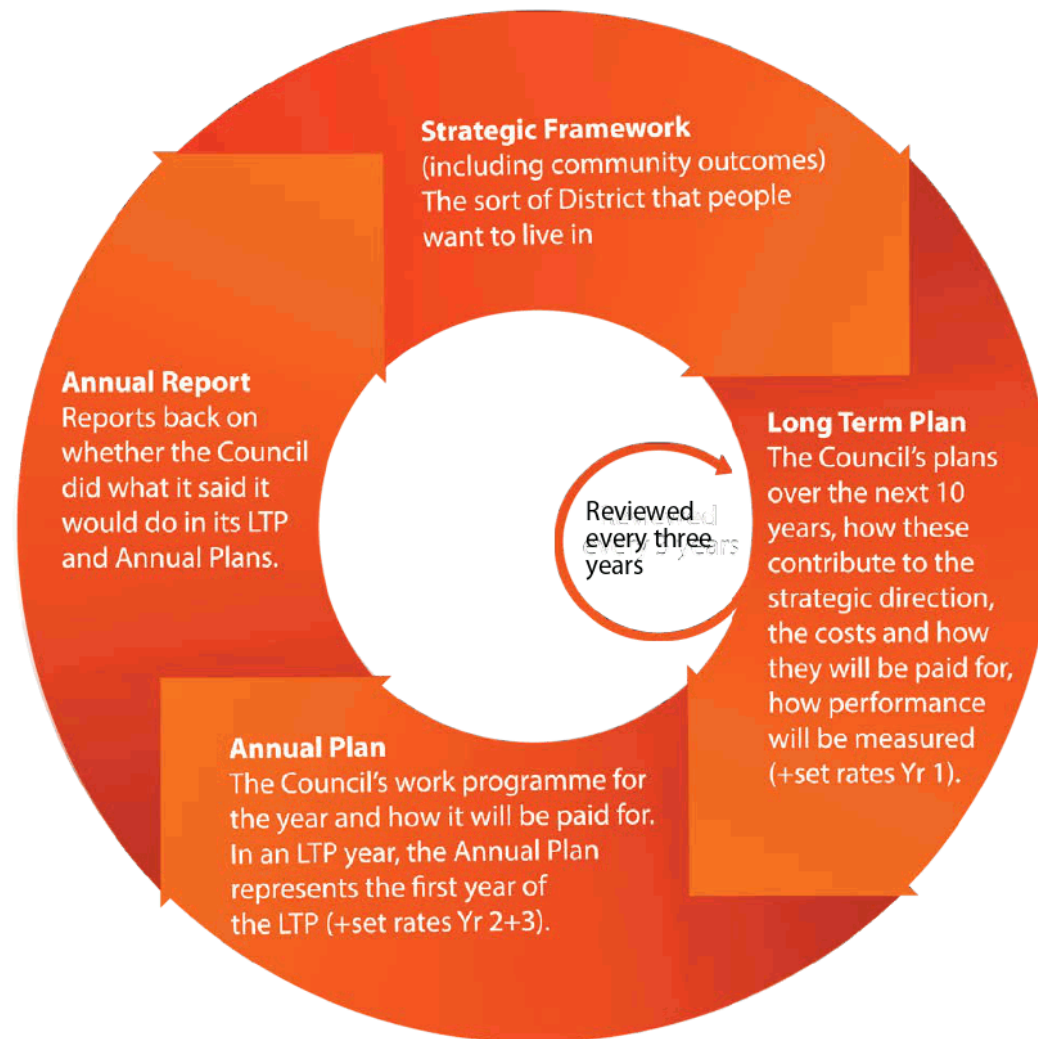 Strategic Framework
(including community outcomes)
The sort of District that people
want to live in
Long Term Plan
The Council's plans
over the next 10
years, how these
contribute to the
strategic direction,
the costs and how
they will be paid for,
how performance
will be measured
(+set rates Yr 1).
Reviewed
every three
years
Annual Plan
The Council's work programme for
the year and how it will be paid for.
In an LTP year, the Annual Plan
represents the first year of
the LTP (+set rates Yr 2+3).
Annual Report
Reports back on
whether the Council
did what it said it
would do in its LTP
and Annual Plans.